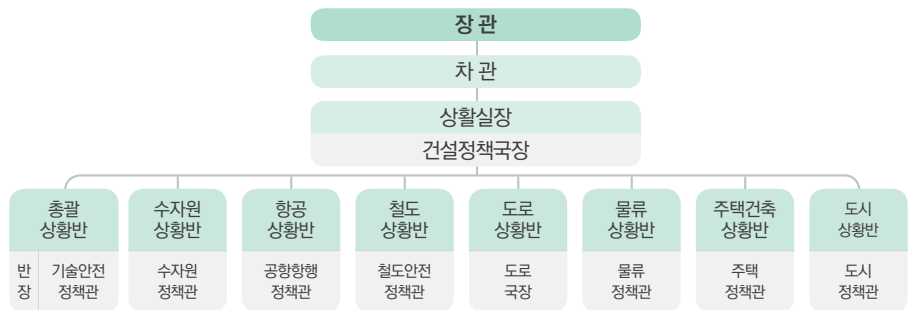 장 관
차 관
상활실장
건설정책국장
총괄 수자원 항공 철도 도로 물류 주택건축 도시
상황반 상황반 상황반 상황반 상황반 상황반 상황반 상황반
반 기술안전 수자원 공항항행 철도안전 도로 물류 주택 도시
장 정책관 정책관 정책관 정책관 국장 정책관 정책관 정책관